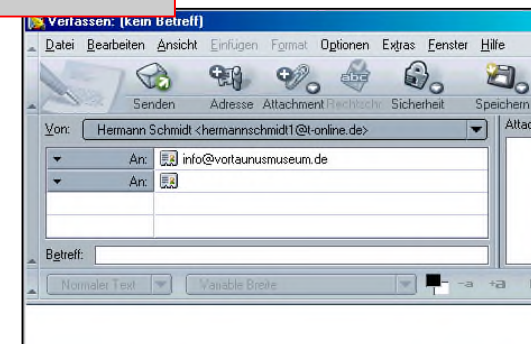 Verfassen: (kein Betreff)
Datei Bearbeiten Ansicht Einfügen Format Optionen Extras Fenster Hilfe
Senden Adresse Attachment Rechtschr Sicherheit Speichern
Von: Hermann Schmidt <hermannschmidt1@t-online.de> Attac
An: info@vortaunusmuseum.de
An:
Betreff:
Normaler Text Variable Breite -a +a